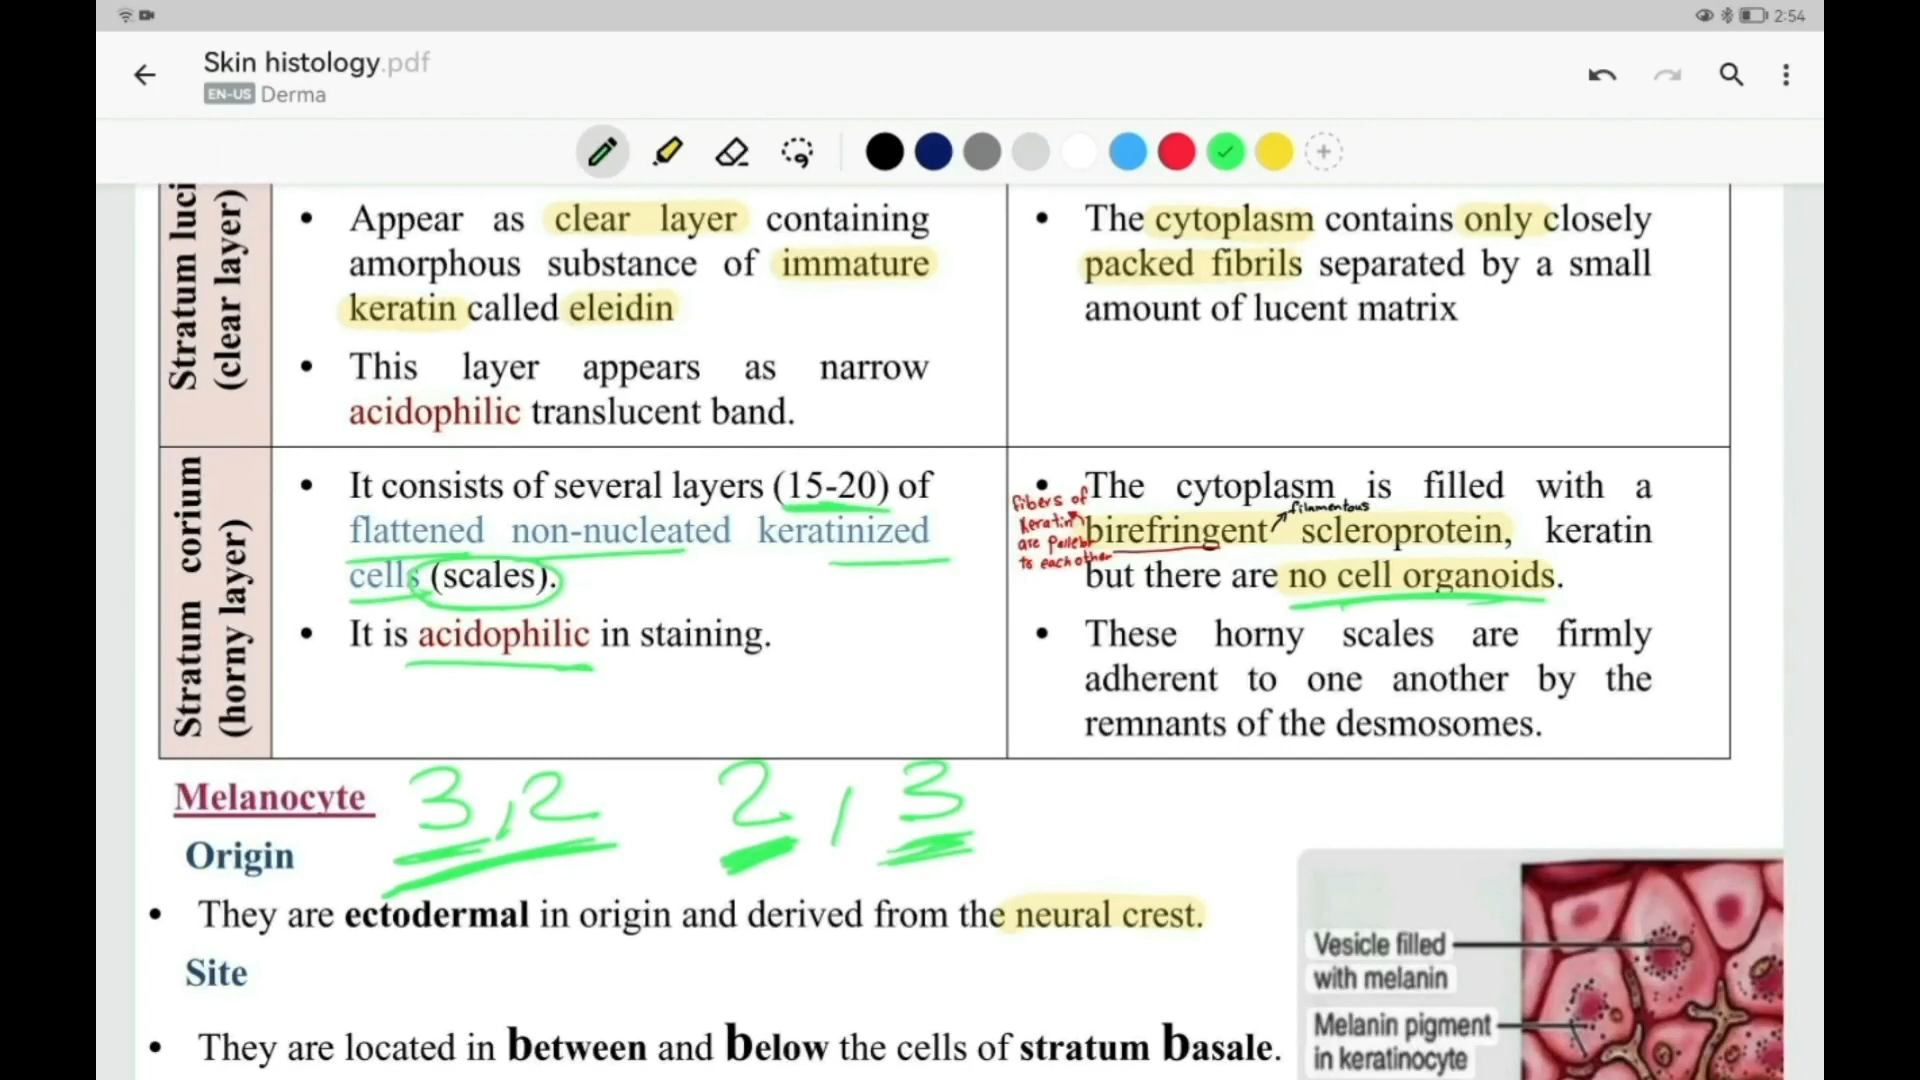 2:54
Skin histology.pdf
EN-US Derma
Stratum luci
(clear layer)
• Appear as clear layer containing
amorphous substance of immature
keratin called eleidin
• This layer appears as narrow
acidophilic translucent band.
• The cytoplasm contains only closely
packed fibrils separated by a small
amount of lucent matrix
Stratum corium
(horny layer)
• It consists of several layers (15-20) of
flattened non-nucleated keratinized
cells (scales).
• It is acidophilic in staining.
• The cytoplasm is filled with a
birefringent scleroprotein, keratin
but there are no cell organoids.
• These horny scales are firmly
adherent to one another by the
remnants of the desmosomes.
filamentous
fibers of
keratin
are
to each other
Melanocyte
3,2 2,3
Origin
• They are ectodermal in origin and derived from the neural crest.
Site
• They are located in between and below the cells of stratum basale.
Vesicle filled
with melanin
Melanin pigment
in keratinocyte